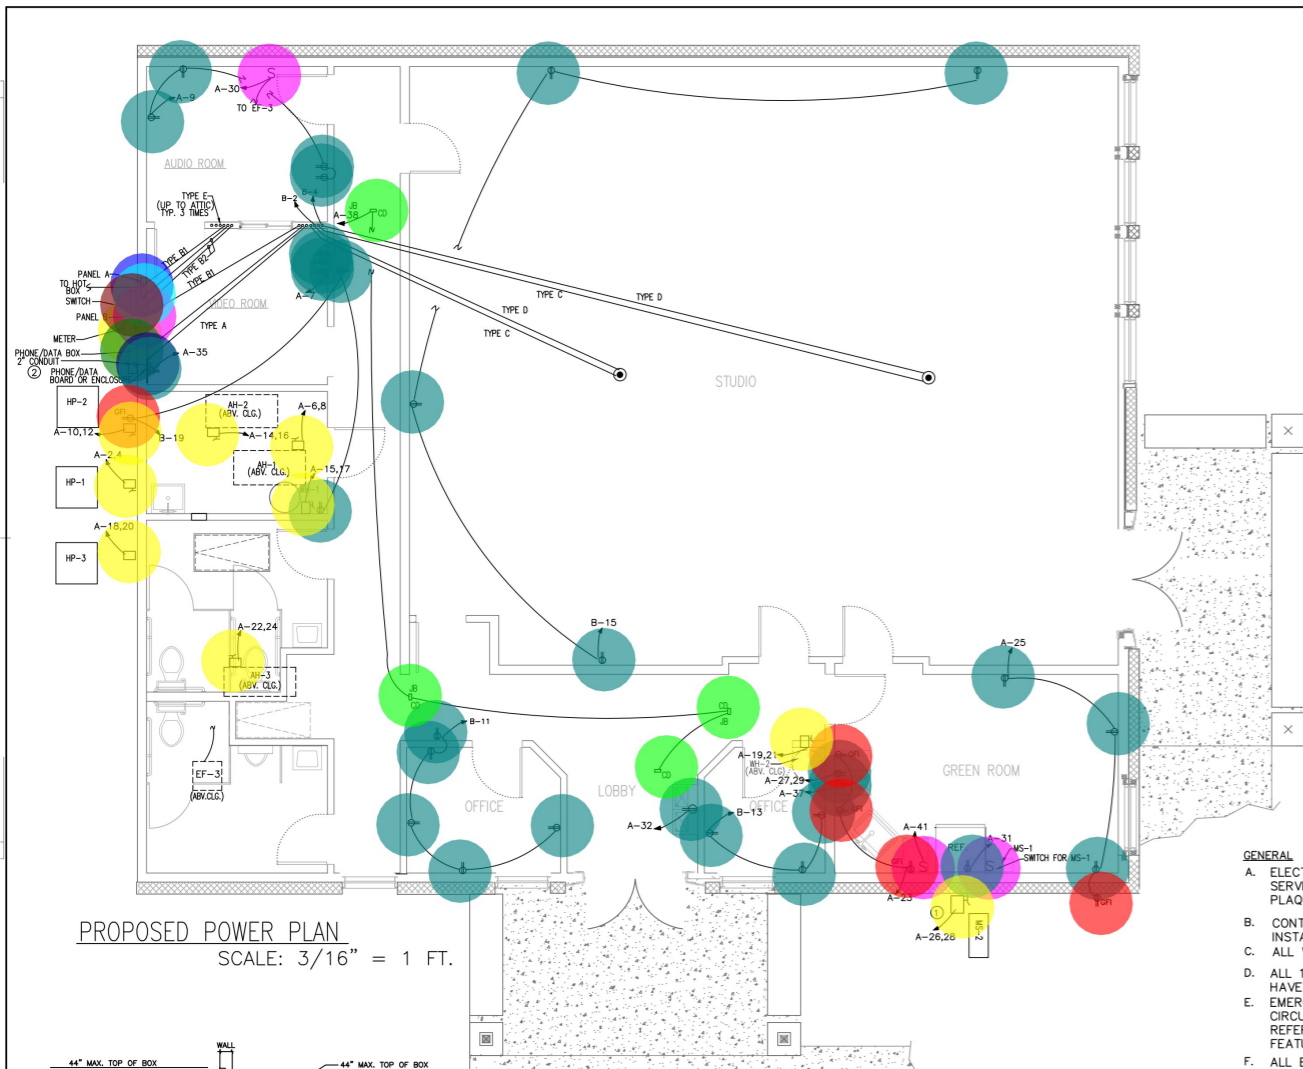 S
A-9
A-30
TO EF-3
AUDIO ROOM
TYPE E
(UP TO ATTIC)
TYP. 3 TIMES
B-2
B-4
JB
A-38
CD
TYPE B1
TYPE B2
TYPE B1
PANEL A
TO HOT
BOX
SWITCH
PANEL B
METER
PHONE/DATA BOX
2" CONDUIT
2 PHONE/DATA
BOARD OR ENCLOSURE
A-7
VIDEO ROOM
TYPE A
A-35
TYPE C
TYPE D
TYPE D
TYPE C
STUDIO
HP-2
GFI
A-10,12
B-19
AH-2
(ABV. CLG.)
A-14,16
A-6,8
A-2,4
HP-1
AH-1
(ABV. CLG.)
A-15,17
A-18,20
HP-3
A-22,24
AH-3
(ABV. CLG.)
EF-3
(ABV.CLG.)
B-15
A-25
JB
CD
CD
JB
CD
B-11
OFFICE
LOBBY
A-32
B-13
OFFICE
A-19,21
WH-2
(ABV. CLG)
A-27,29
A-37
GFI
GFI
GREEN ROOM
A-41
GFI
S
A-23
REF.
A-31
S
MS-1
SWITCH FOR MS-1
GFI
1
A-26,28
MS-2
PROPOSED POWER PLAN
SCALE: 3/16" = 1 FT.
GENERAL
A. ELECT
SERV
PLAQ
B. CONT
INSTA
C. ALL
D. ALL 1
HAVE
E. EMER
CIRCU
REFE
FEATU
F. ALL E
WALL
44" MAX. TOP OF BOX
44" MAX. TOP OF BOX